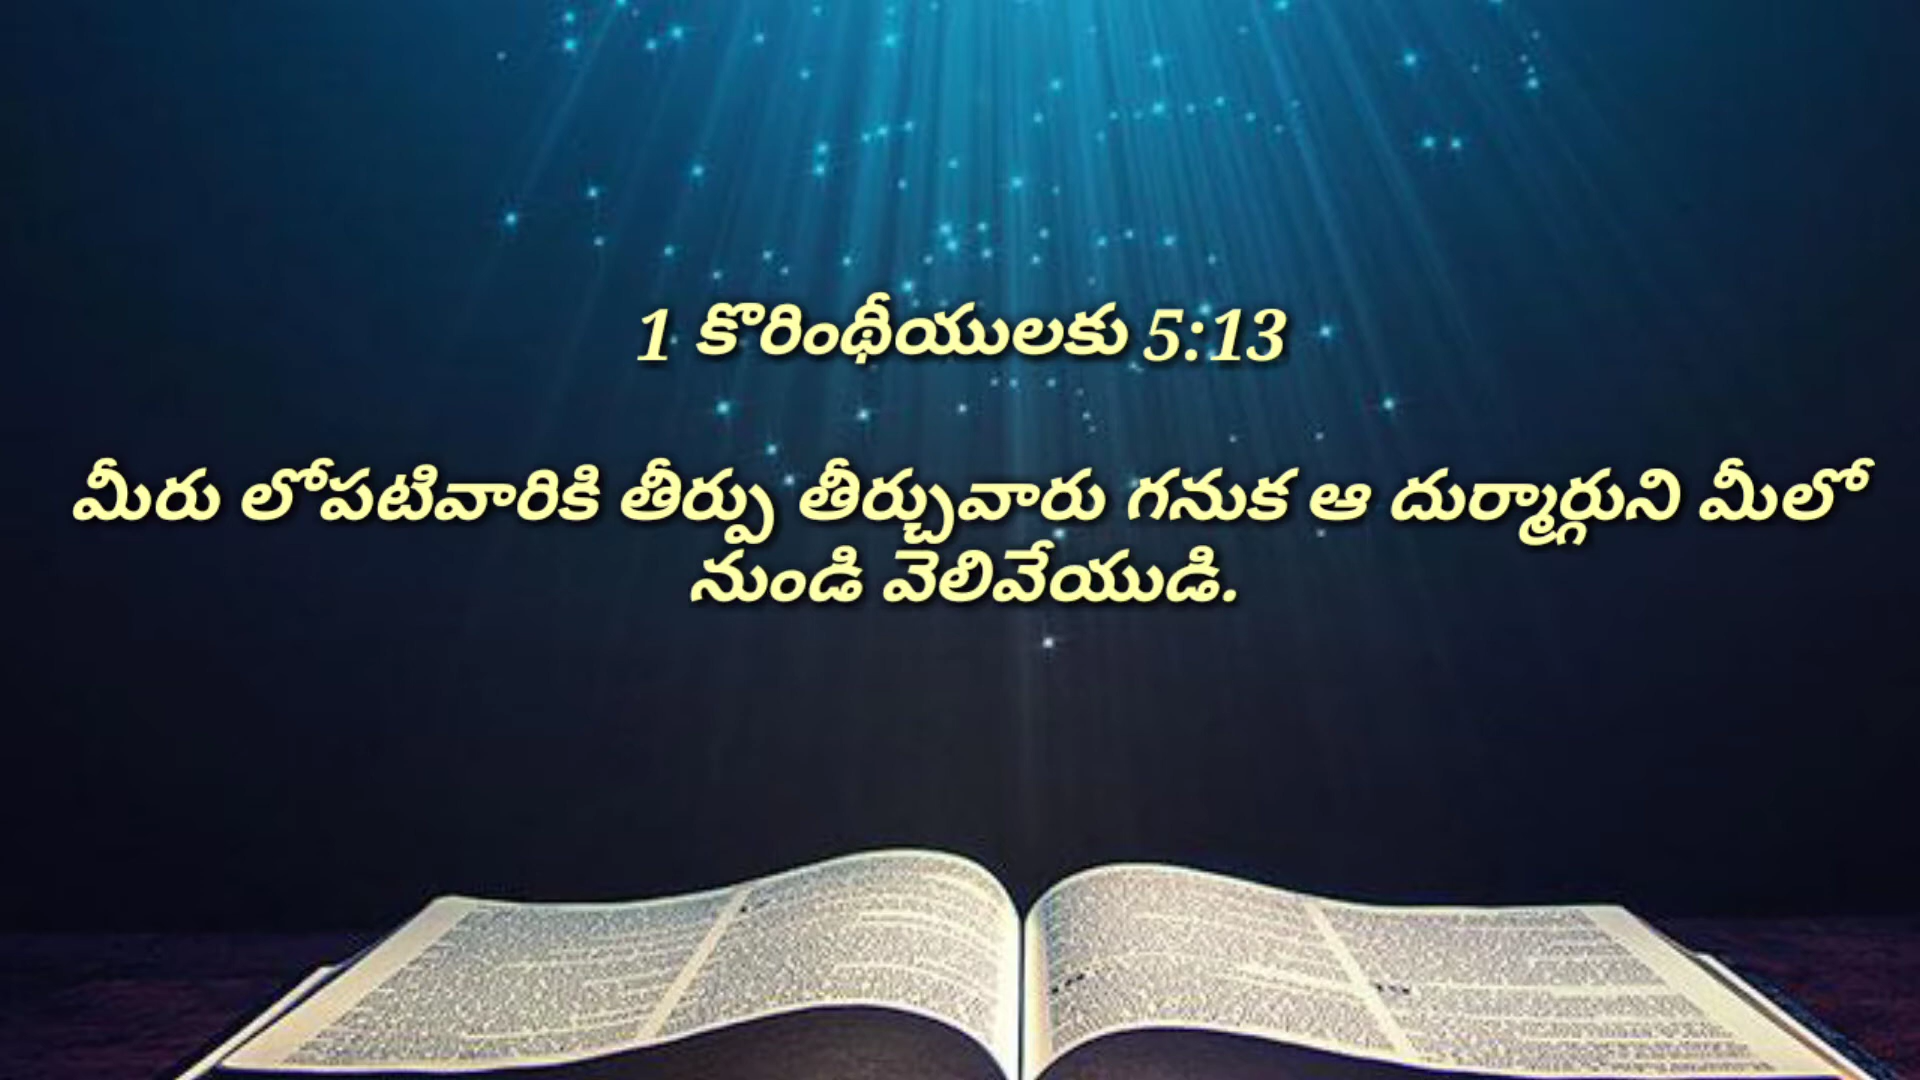 1 కొరింథీయులకు 5:13
మీరు లోపటివారికి తీర్పు తీర్చువారు గనుక ఆ దుర్మార్గుని మీలో
నుండి వెలివేయుడి.